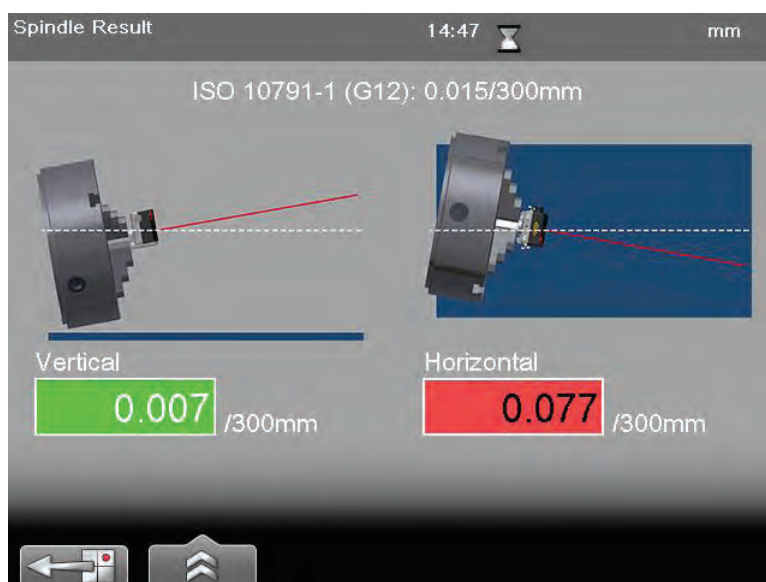 Spindle Result 14:47 mm
ISO 10791-1 (G12): 0.015/300mm
Vertical Horizontal
0.007 /300mm 0.077 /300mm